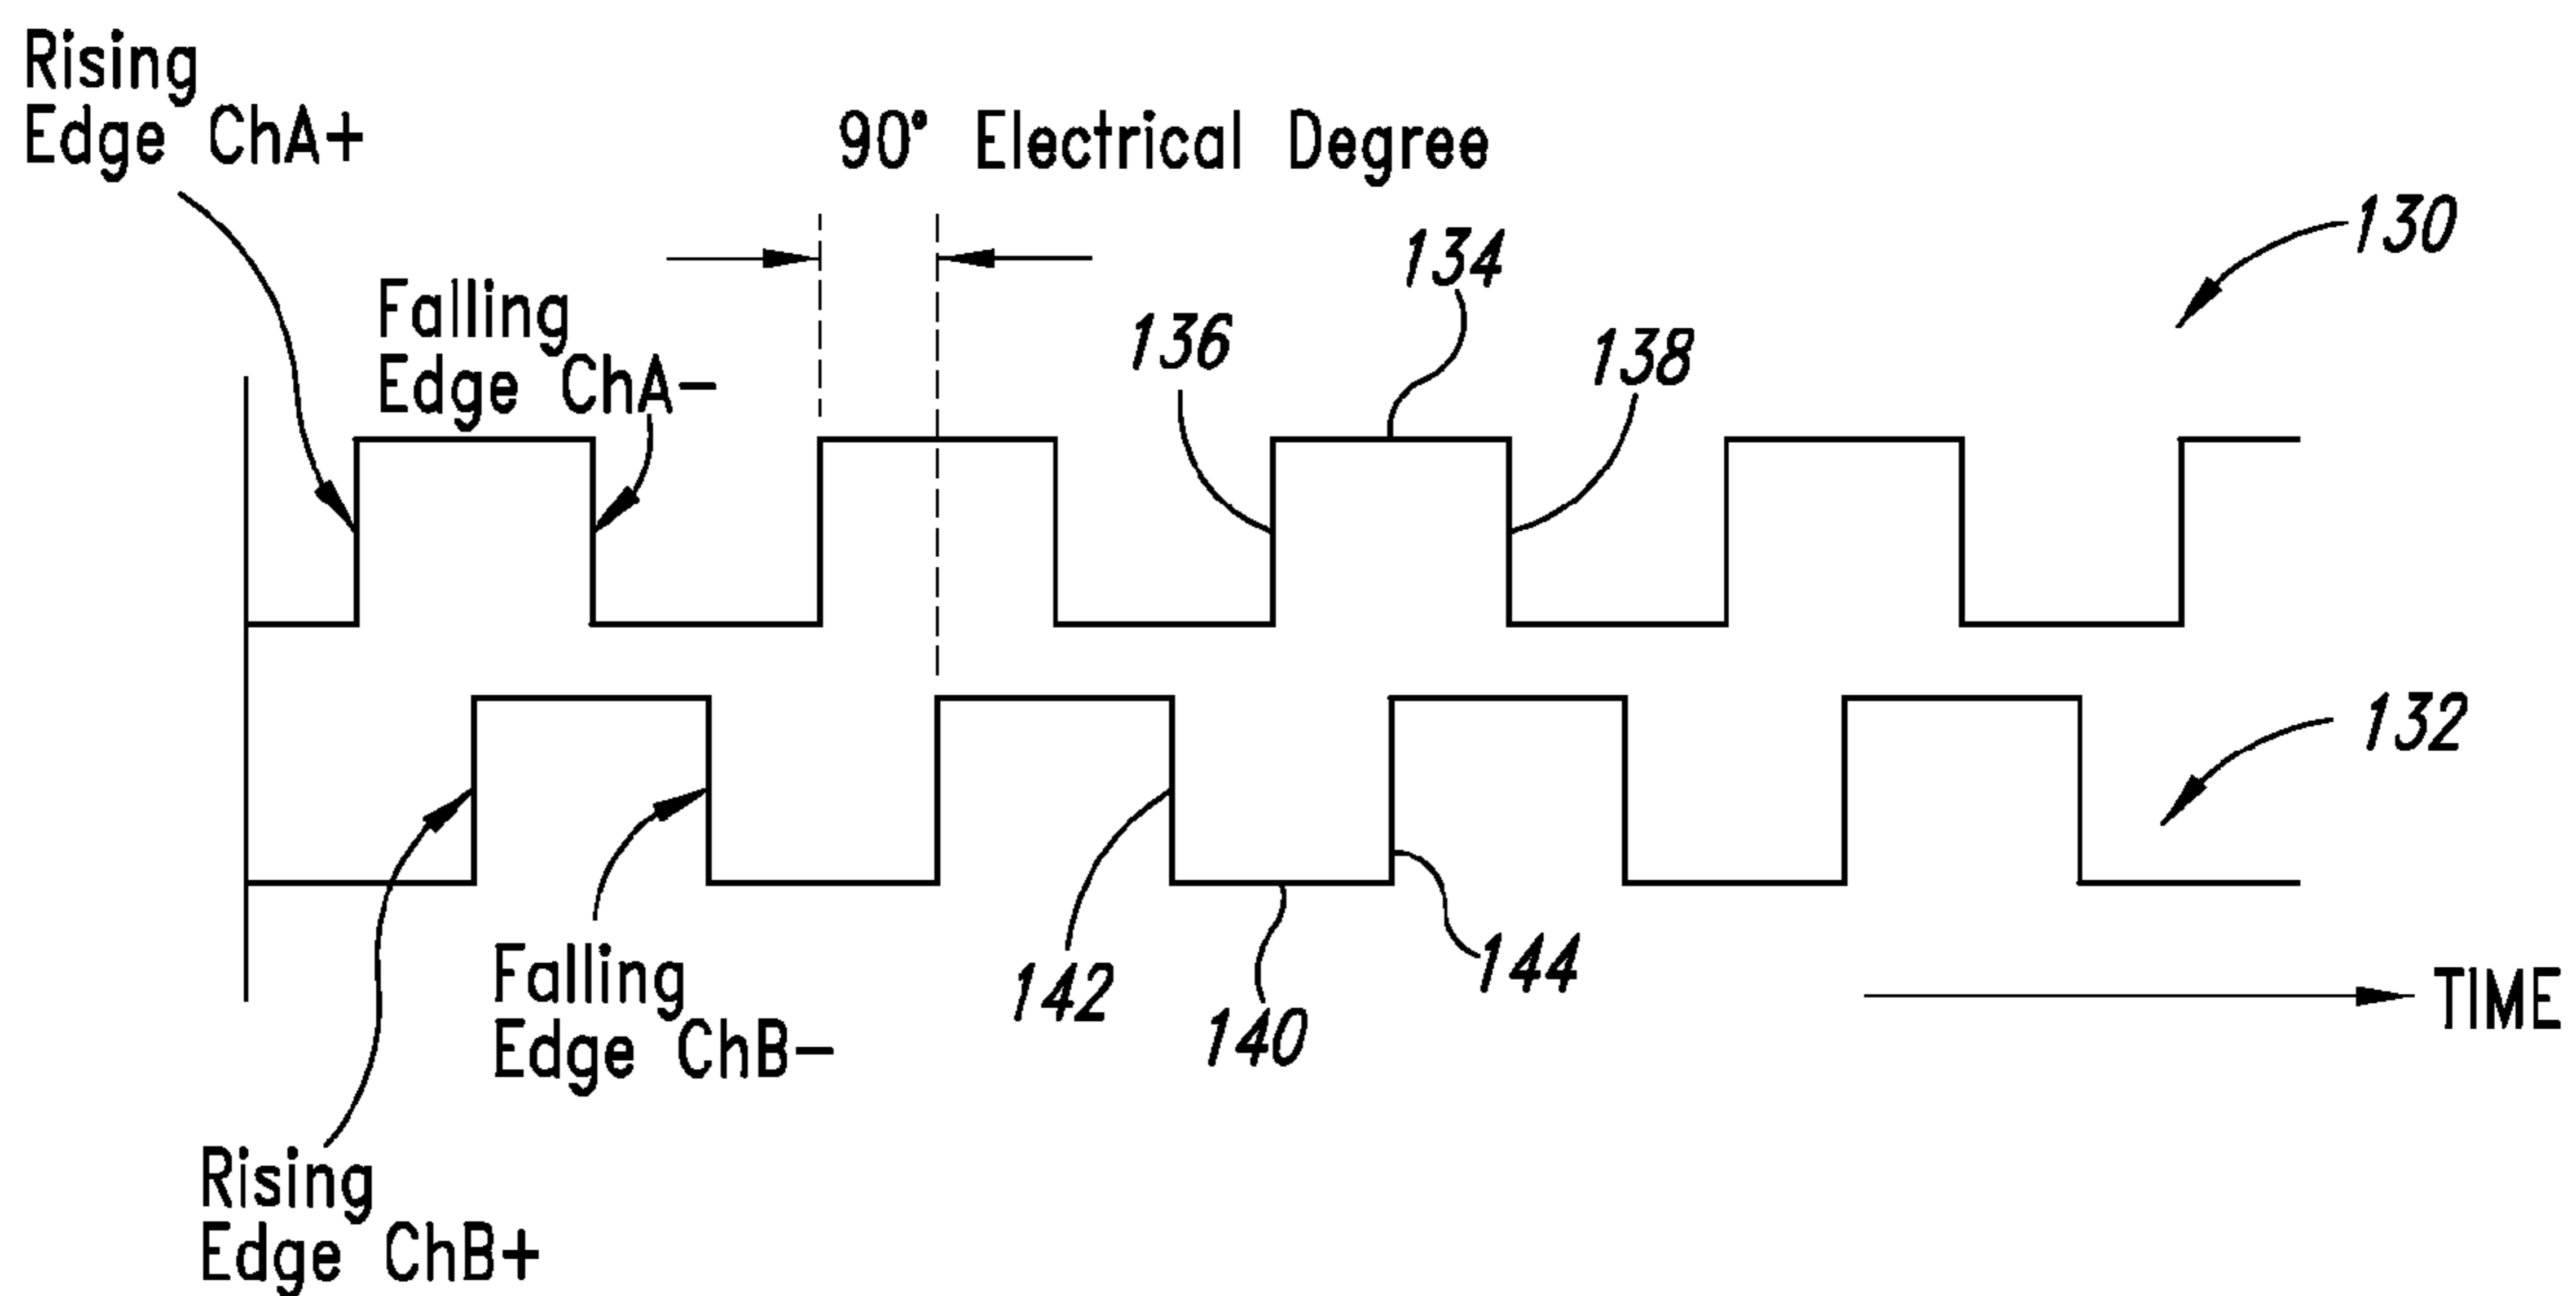 Rising
Edge ChA+
90° Electrical Degree
130
134
Falling
Edge ChA-
136
138
132
Falling
Edge ChB-
142
140
144
TIME
Rising
Edge ChB+